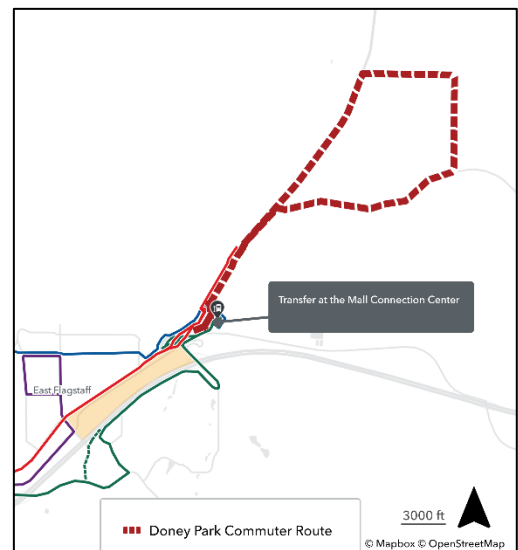 Transfer at the Mall Connection Center
East Flagstaff
Doney Park Commuter Route
3000 ft
© Mapbox © OpenStreetMap